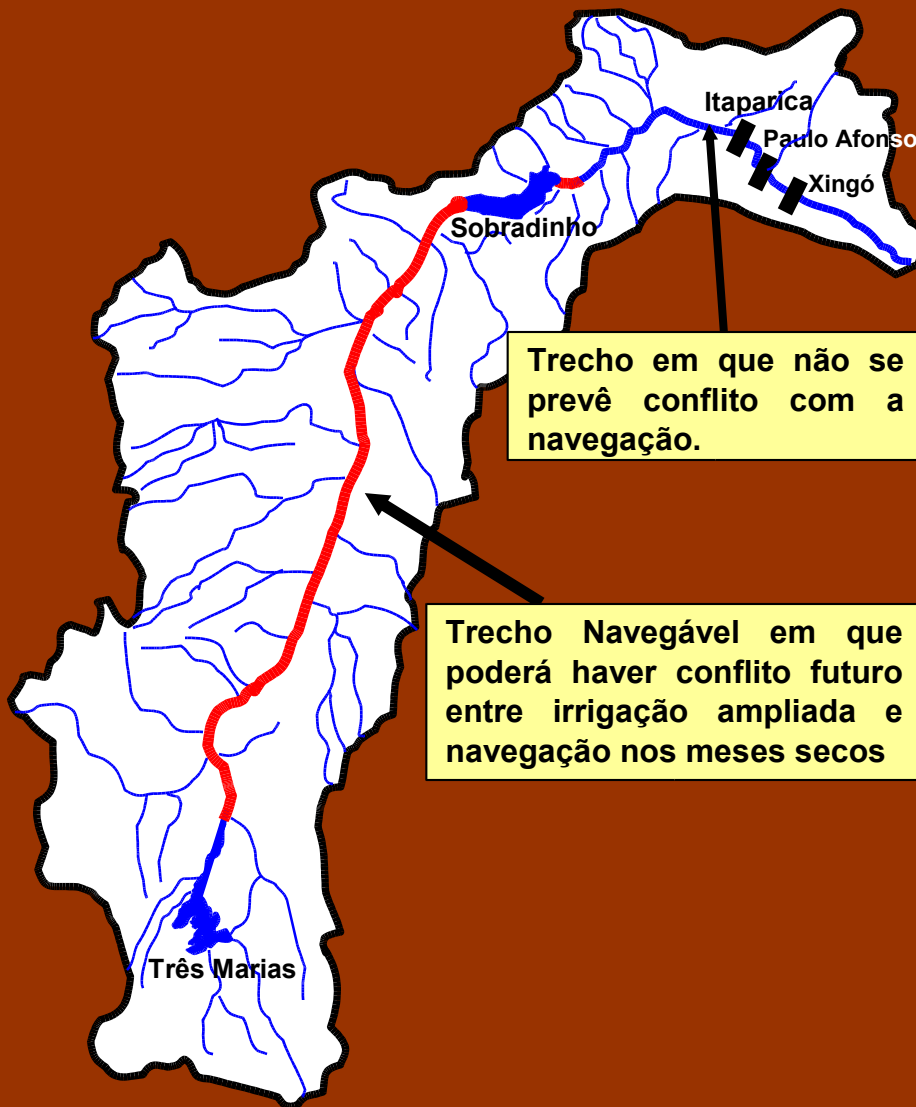 Itaparica
Paulo Afonso
Xingó
Sobradinho
Trecho em que não se
prevê conflito com a
navegação.
Trecho Navegável em que
poderá haver conflito futuro
entre irrigação ampliada e
navegação nos meses secos
Três Marias